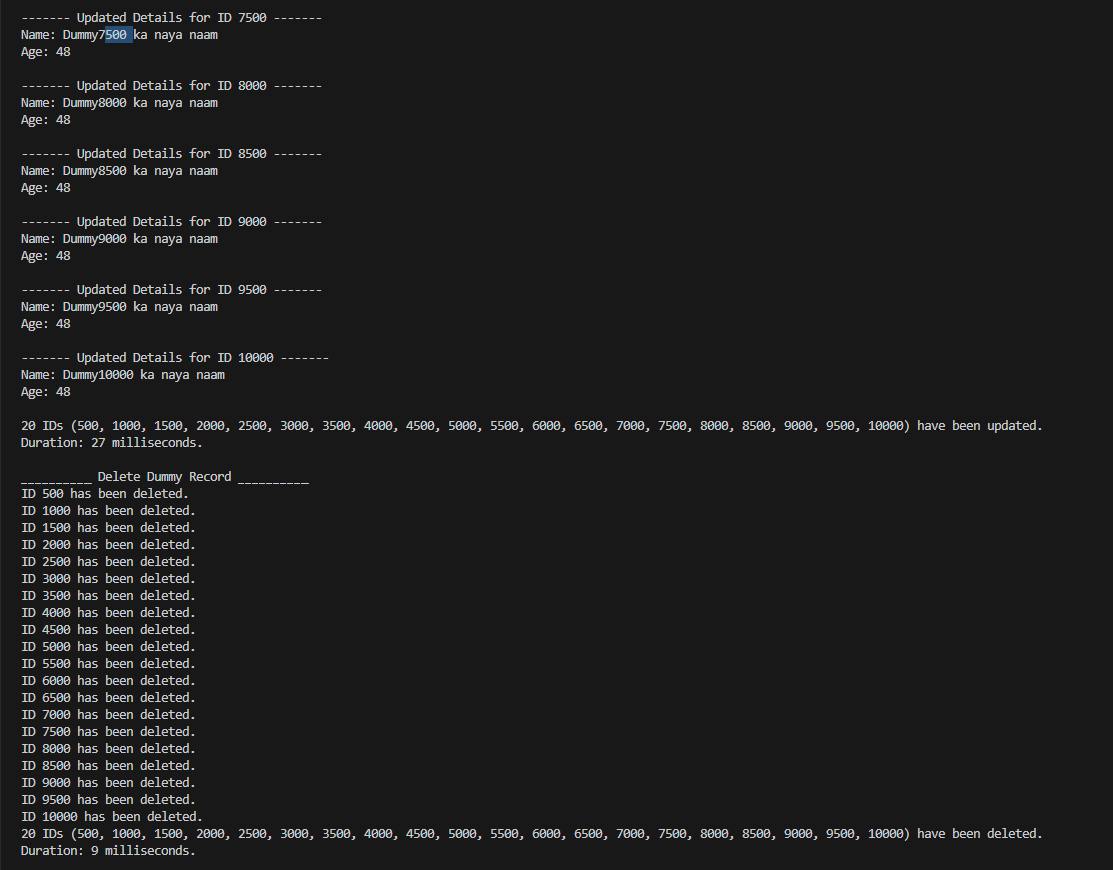 ------- Updated Details for ID 7500 -------
Name: Dummy7500 ka naya naam
Age: 48
------- Updated Details for ID 8000 -------
Name: Dummy8000 ka naya naam
Age: 48
------- Updated Details for ID 8500 -------
Name: Dummy8500 ka naya naam
Age: 48
------- Updated Details for ID 9000 -------
Name: Dummy9000 ka naya naam
Age: 48
------- Updated Details for ID 9500 -------
Name: Dummy9500 ka naya naam
Age: 48
------- Updated Details for ID 10000 -------
Name: Dummy10000 ka naya naam
Age: 48
20 IDs (500, 1000, 1500, 2000, 2500, 3000, 3500, 4000, 4500, 5000, 5500, 6000, 6500, 7000, 7500, 8000, 8500, 9000, 9500, 10000) have been updated.
Duration: 27 milliseconds.
__________ Delete Dummy Record __________
ID 500 has been deleted.
ID 1000 has been deleted.
ID 1500 has been deleted.
ID 2000 has been deleted.
ID 2500 has been deleted.
ID 3000 has been deleted.
ID 3500 has been deleted.
ID 4000 has been deleted.
ID 4500 has been deleted.
ID 5000 has been deleted.
ID 5500 has been deleted.
ID 6000 has been deleted.
ID 6500 has been deleted.
ID 7000 has been deleted.
ID 7500 has been deleted.
ID 8000 has been deleted.
ID 8500 has been deleted.
ID 9000 has been deleted.
ID 9500 has been deleted.
ID 10000 has been deleted.
20 IDs (500, 1000, 1500, 2000, 2500, 3000, 3500, 4000, 4500, 5000, 5500, 6000, 6500, 7000, 7500, 8000, 8500, 9000, 9500, 10000) have been deleted.
Duration: 9 milliseconds.